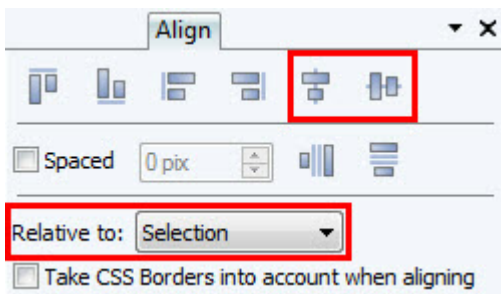 Align
Spaced 0 pix
Relative to: Selection
Take CSS Borders into account when aligning